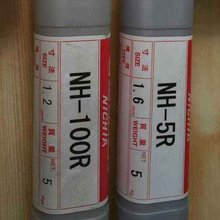 NICHIA
NH-100R
寸法
SIZE
1.2
質量
WEIGHT
NET.
5
NICHIA
NH-5R
寸法
SIZE
1.6
質量
WEIGHT
NET.
5
Kg